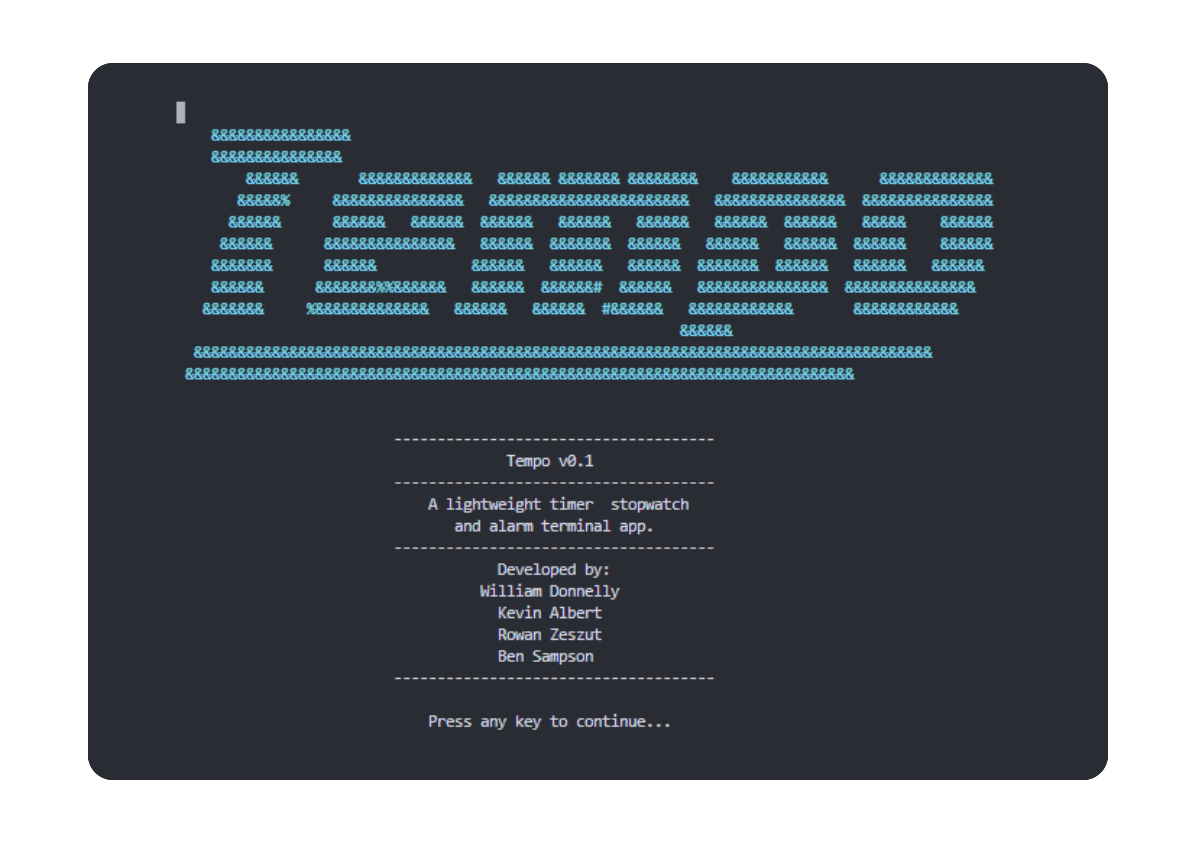 Tempo
-------------------------------------
Tempo v0.1
-------------------------------------
A lightweight timer  stopwatch
and alarm terminal app.
-------------------------------------
Developed by:
William Donnelly
Kevin Albert
Rowan Zeszut
Ben Sampson
-------------------------------------
Press any key to continue...